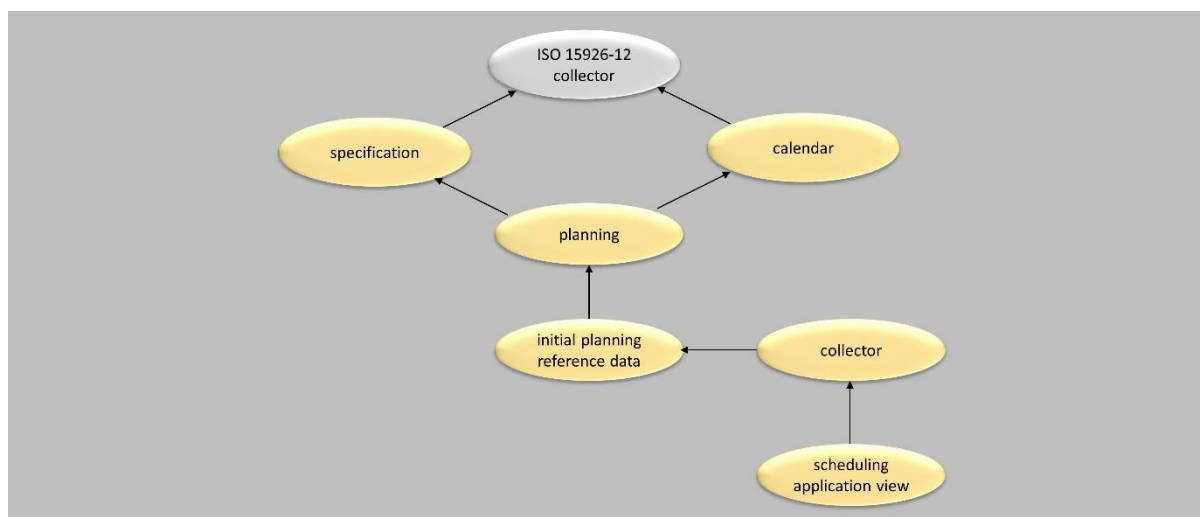 ISO 15926-12
collector
specification
calendar
planning
initial planning
reference data
collector
scheduling
application view